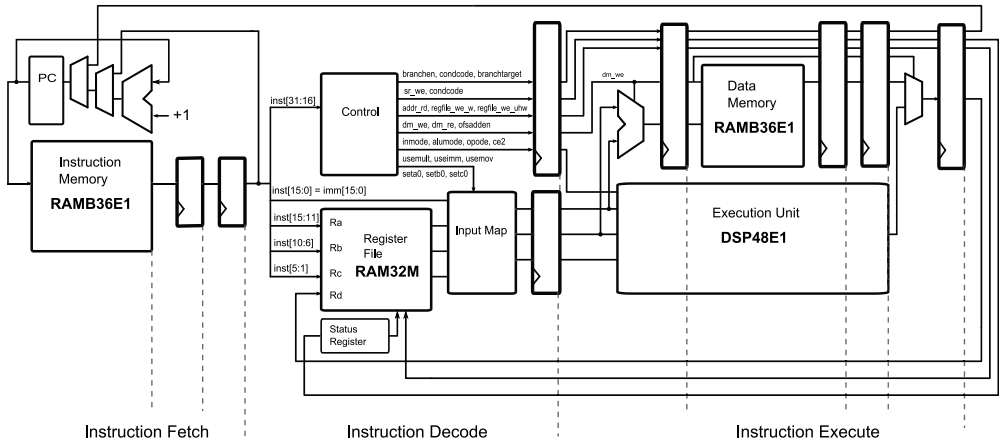 PC
+1
Instruction
Memory
RAMB36E1
inst[31:16]
Control
branchen, condcode, branchtarget
sr_we, condcode
addr_rd, regfile_we_w, regfile_we_uhw
dm_we, dm_re, ofsadden
inmode, alumode, opode, ce2
usemult, useimm, usemov
seta0, setb0, setc0
inst[15:0] = imm[15:0]
inst[15:11]
inst[10:6]
inst[5:1]
Ra
Rb
Rc
Rd
Register
File
RAM32M
Input Map
Status
Register
dm_we
Data
Memory
RAMB36E1
Execution Unit
DSP48E1
Instruction Fetch
Instruction Decode
Instruction Execute